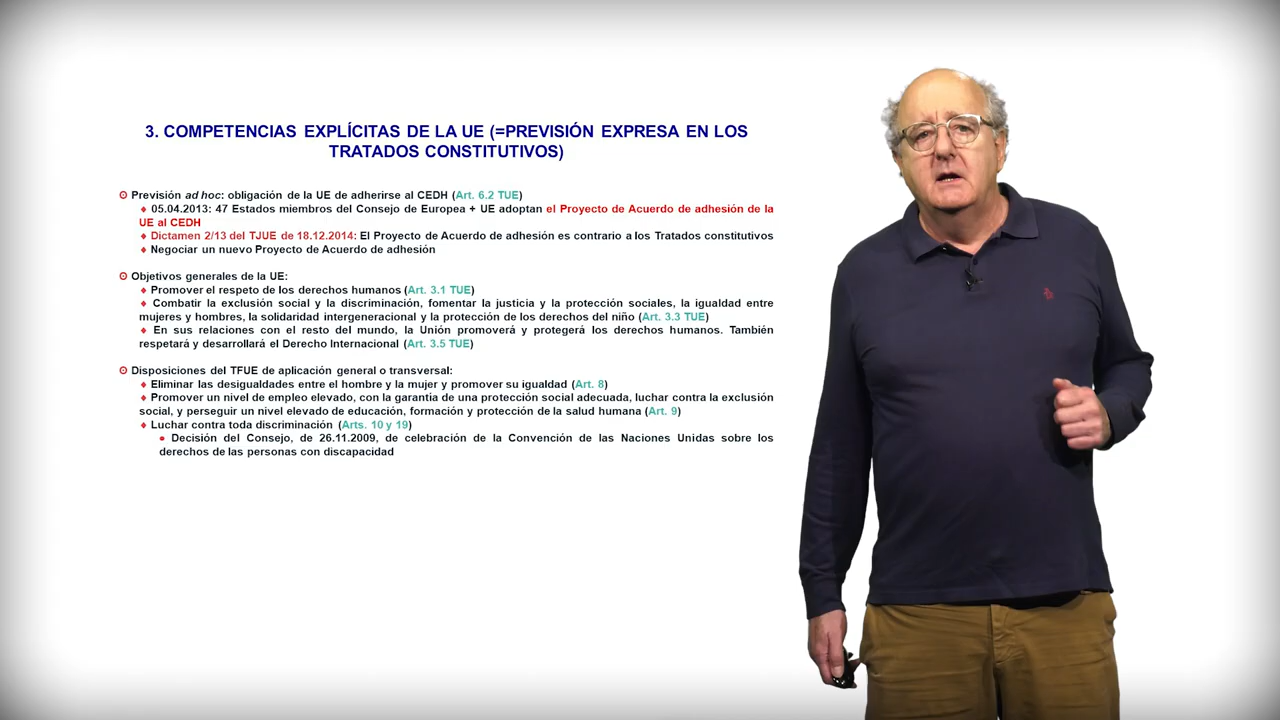 3. COMPETENCIAS EXPLÍCITAS DE LA UE (=PREVISIÓN EXPRESA EN LOS
TRATADOS CONSTITUTIVOS)
Previsión ad hoc: obligación de la UE de adherirse al CEDH (Art. 6.2 TUE)
05.04.2013: 47 Estados miembros del Consejo de Europea + UE adoptan el Proyecto de Acuerdo de adhesión de la
UE al CEDH
Dictamen 2/13 del TJUE de 18.12.2014: El Proyecto de Acuerdo de adhesión es contrario a los Tratados constitutivos
Negociar un nuevo Proyecto de Acuerdo de adhesión
Objetivos generales de la UE:
Promover el respeto de los derechos humanos (Art. 3.1 TUE)
Combatir la exclusión social y la discriminación, fomentar la justicia y la protección sociales, la igualdad entre
mujeres y hombres, la solidaridad intergeneracional y la protección de los derechos del niño (Art. 3.3 TUE)
En sus relaciones con el resto del mundo, la Unión promoverá y protegerá los derechos humanos. También
respetará y desarrollará el Derecho Internacional (Art. 3.5 TUE)
Disposiciones del TFUE de aplicación general o transversal:
Eliminar las desigualdades entre el hombre y la mujer y promover su igualdad (Art. 8)
Promover un nivel de empleo elevado, con la garantía de una protección social adecuada, luchar contra la exclusión
social, y perseguir un nivel elevado de educación, formación y protección de la salud humana (Art. 9)
Luchar contra toda discriminación (Arts. 10 y 19)
Decisión del Consejo, de 26.11.2009, de celebración de la Convención de las Naciones Unidas sobre los
derechos de las personas con discapacidad